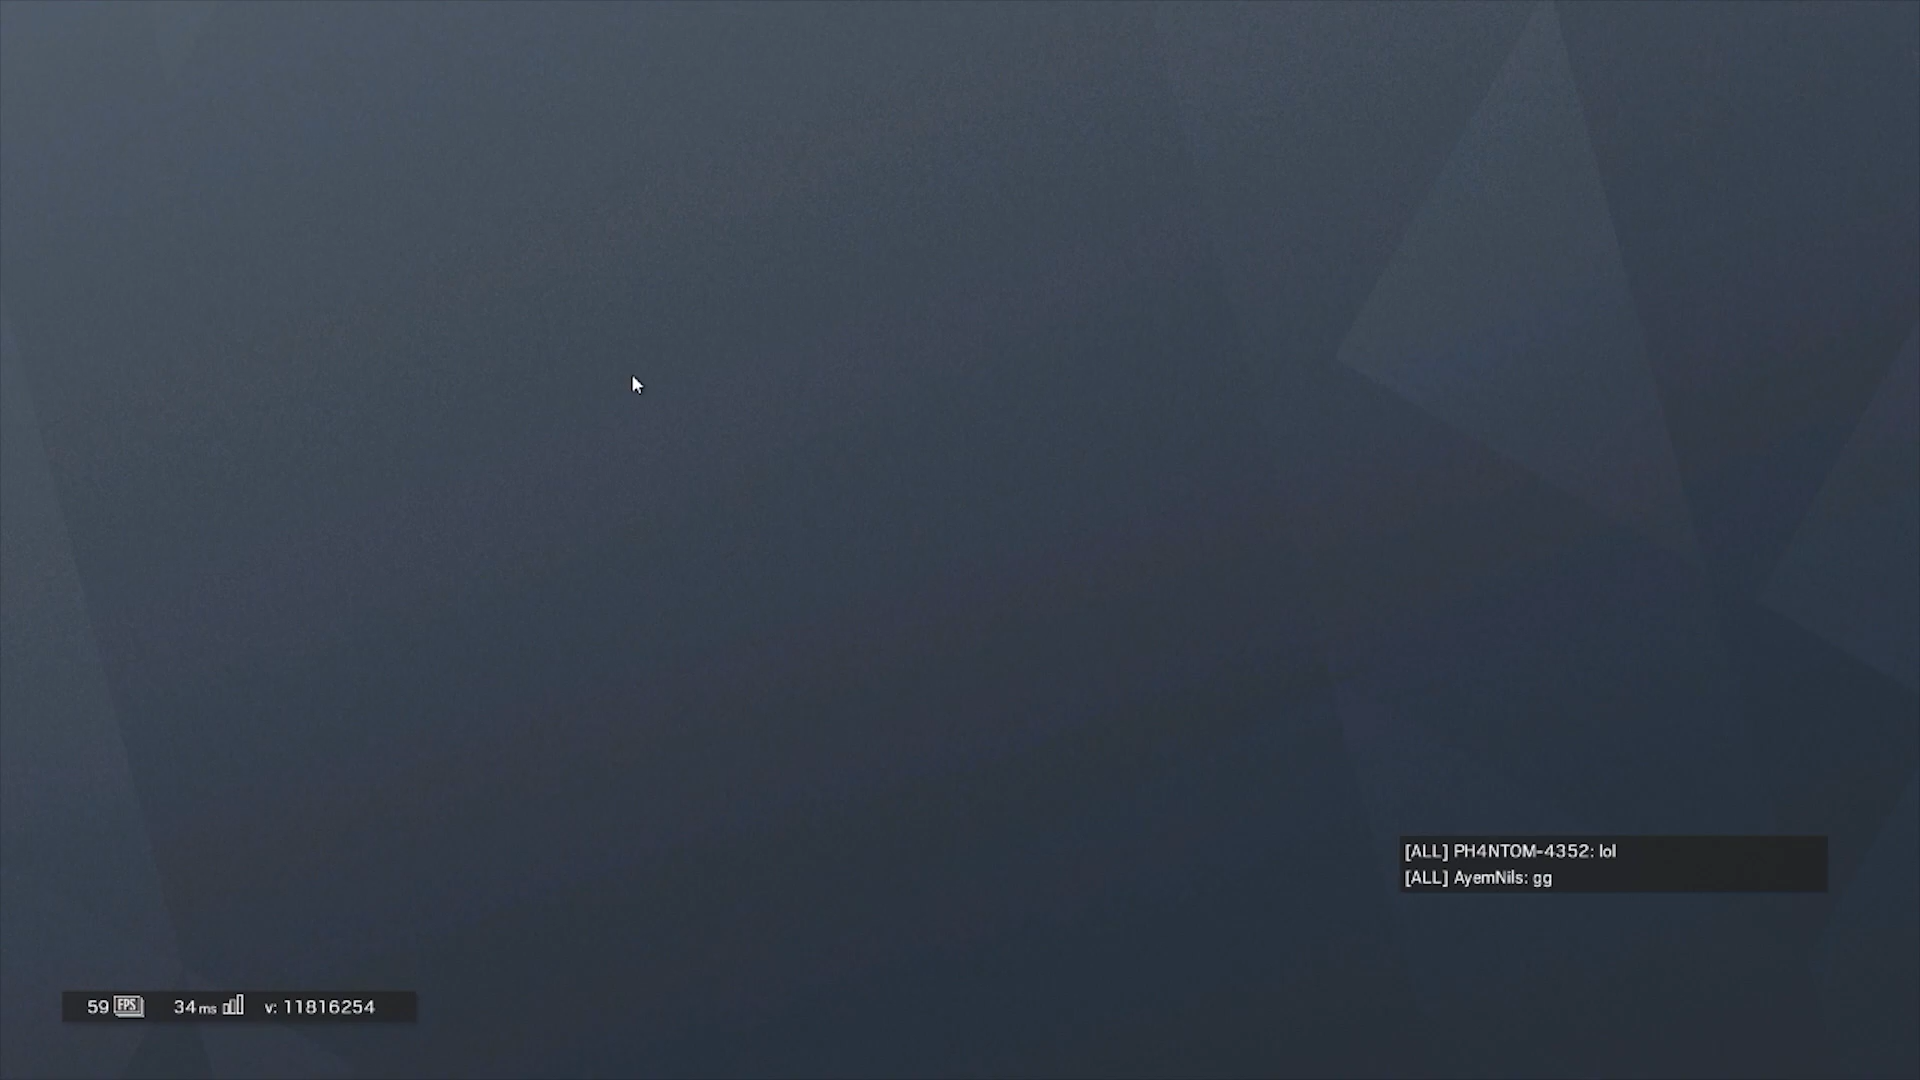 [ALL] PH4NTOM-4352: lol
[ALL] AyemNils: gg
59 FPS 34 ms v: 11816254